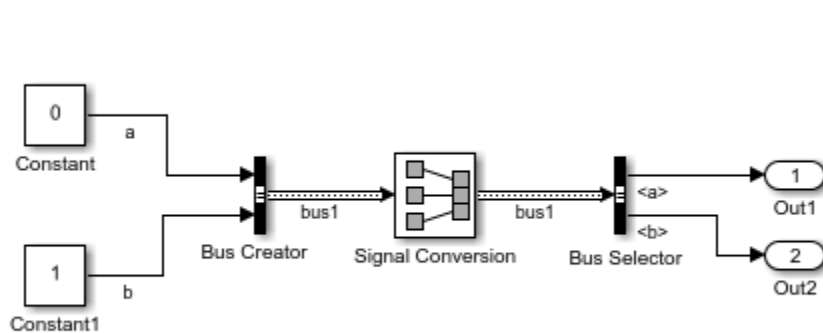 0
a
Constant
1
b
Constant1
bus1
Bus Creator
Signal Conversion
bus1
Bus Selector
<a>
<b>
1
Out1
2
Out2